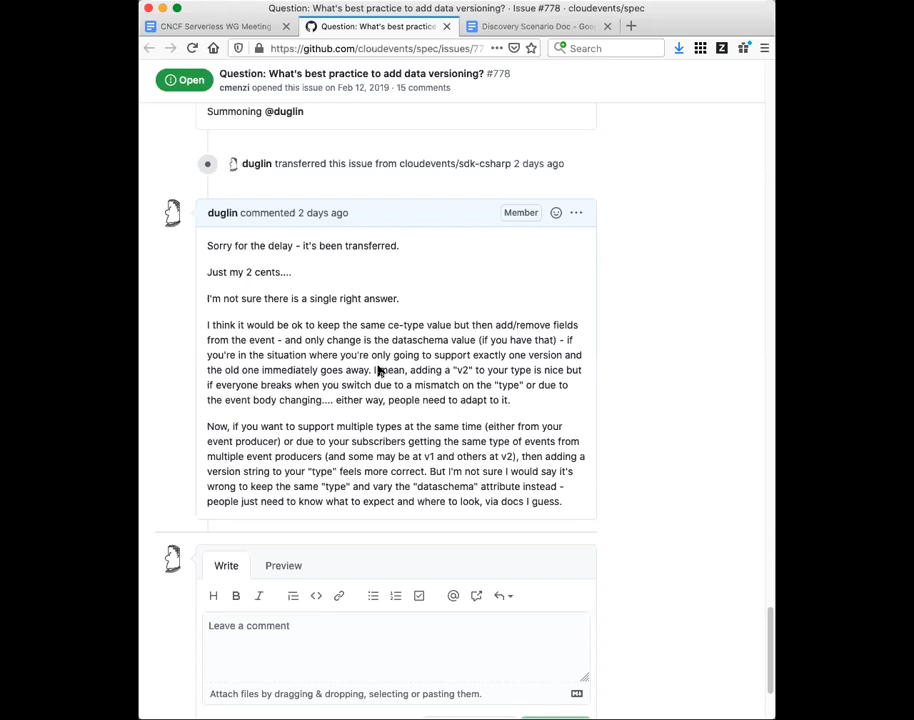 Question: What's best practice to add data versioning? · Issue #778 · cloudevents/spec
CNCF Serverless WG Meeting
Question: What's best practice
Discovery Scenario Doc - Goo
https://github.com/cloudevents/spec/issues/77
Search
Open
Question: What's best practice to add data versioning? #778
cmenzi opened this issue on Feb 12, 2019 · 15 comments
Summoning @duglin
duglin transferred this issue from cloudevents/sdk-csharp 2 days ago
duglin commented 2 days ago
Member
Sorry for the delay - it's been transferred.
Just my 2 cents....
I'm not sure there is a single right answer.
I think it would be ok to keep the same ce-type value but then add/remove fields
from the event - and only change is the dataschema value (if you have that) - if
you're in the situation where you're only going to support exactly one version and
the old one immediately goes away. I mean, adding a "v2" to your type is nice but
if everyone breaks when you switch due to a mismatch on the "type" or due to
the event body changing.... either way, people need to adapt to it.
Now, if you want to support multiple types at the same time (either from your
event producer) or due to your subscribers getting the same type of events from
multiple event producers (and some may be at v1 and others at v2), then adding a
version string to your "type" feels more correct. But I'm not sure I would say it's
wrong to keep the same "type" and vary the "dataschema" attribute instead -
people just need to know what to expect and where to look, via docs I guess.
Write
Preview
H B I
Leave a comment
Attach files by dragging & dropping, selecting or pasting them.